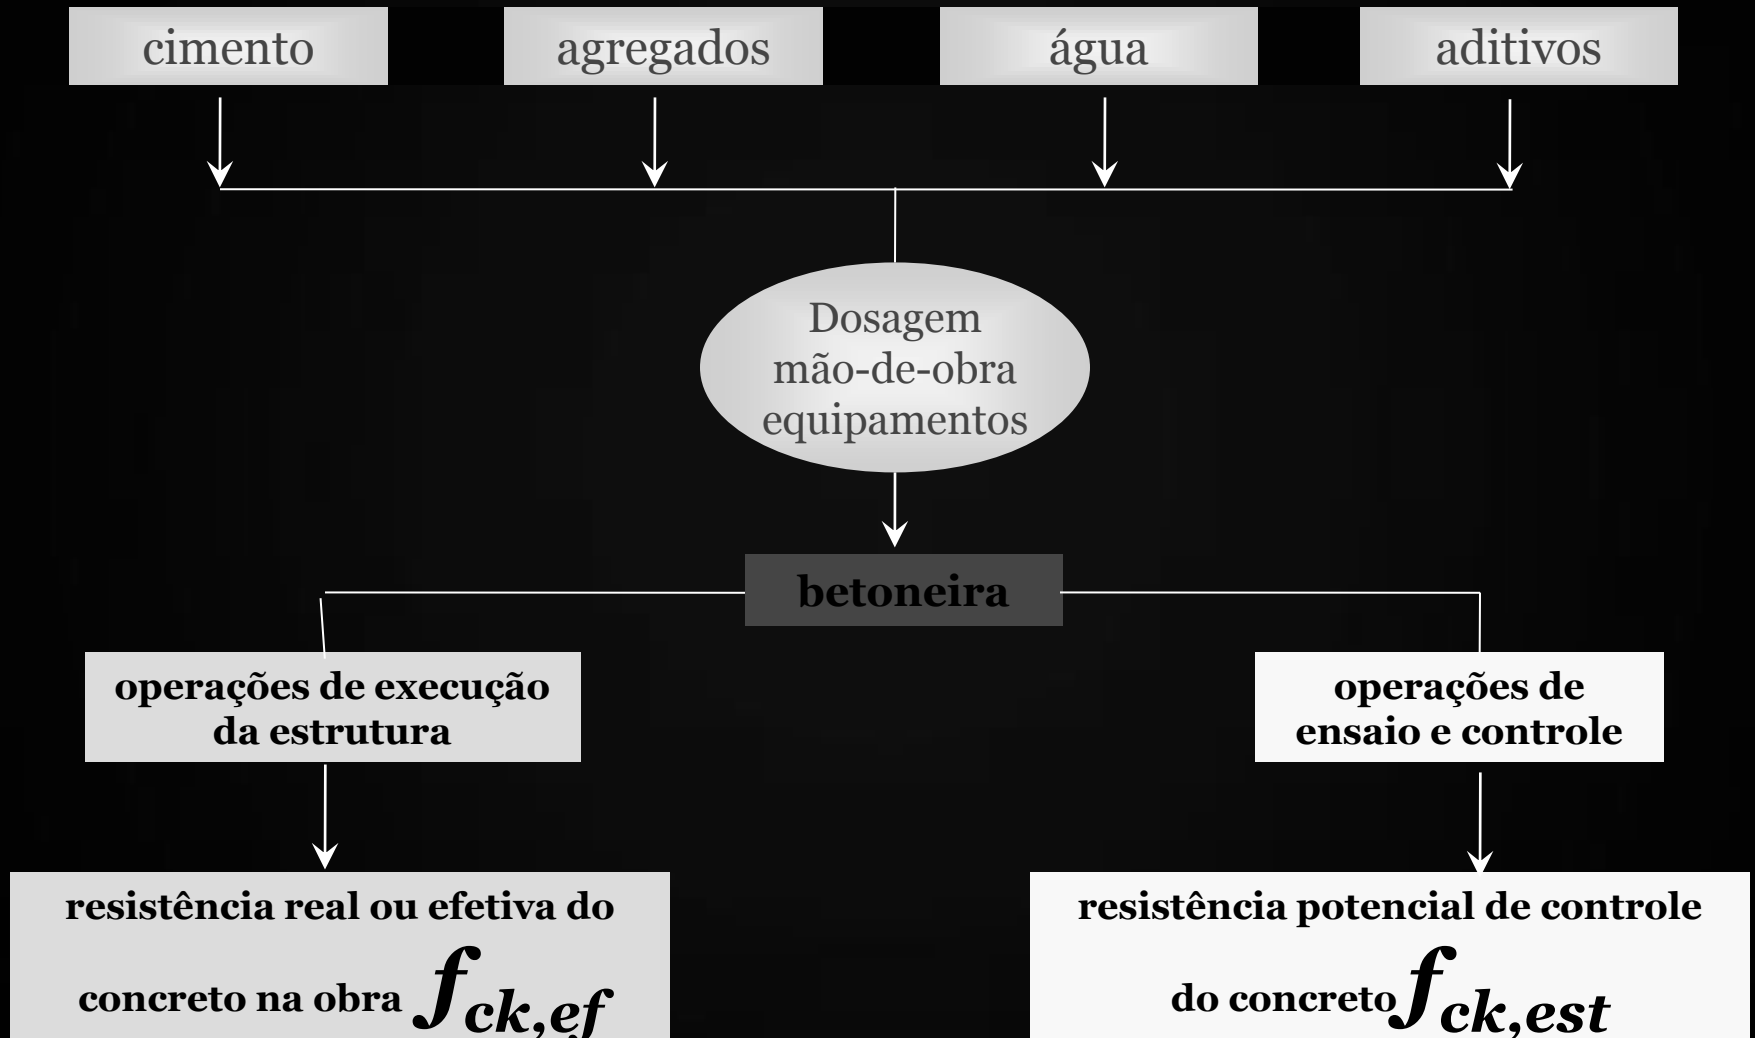 cimento
agregados
água
aditivos
Dosagem
mão-de-obra
equipamentos
betoneira
operações de execução
da estrutura
operações de
ensaio e controle
resistência real ou efetiva do
concreto na obra fck,ef
resistência potencial de controle
do concreto fck,est